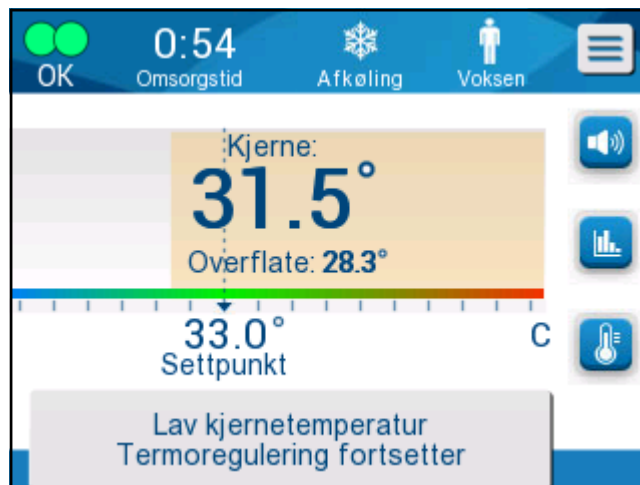 0:54
OK
Omsorgstid
Afkøling
Voksen
Kjerne:
31.5°
Overflate: 28.3°
33.0°
C
Settpunkt
Lav kjernetemperatur
Termoregulering fortsetter